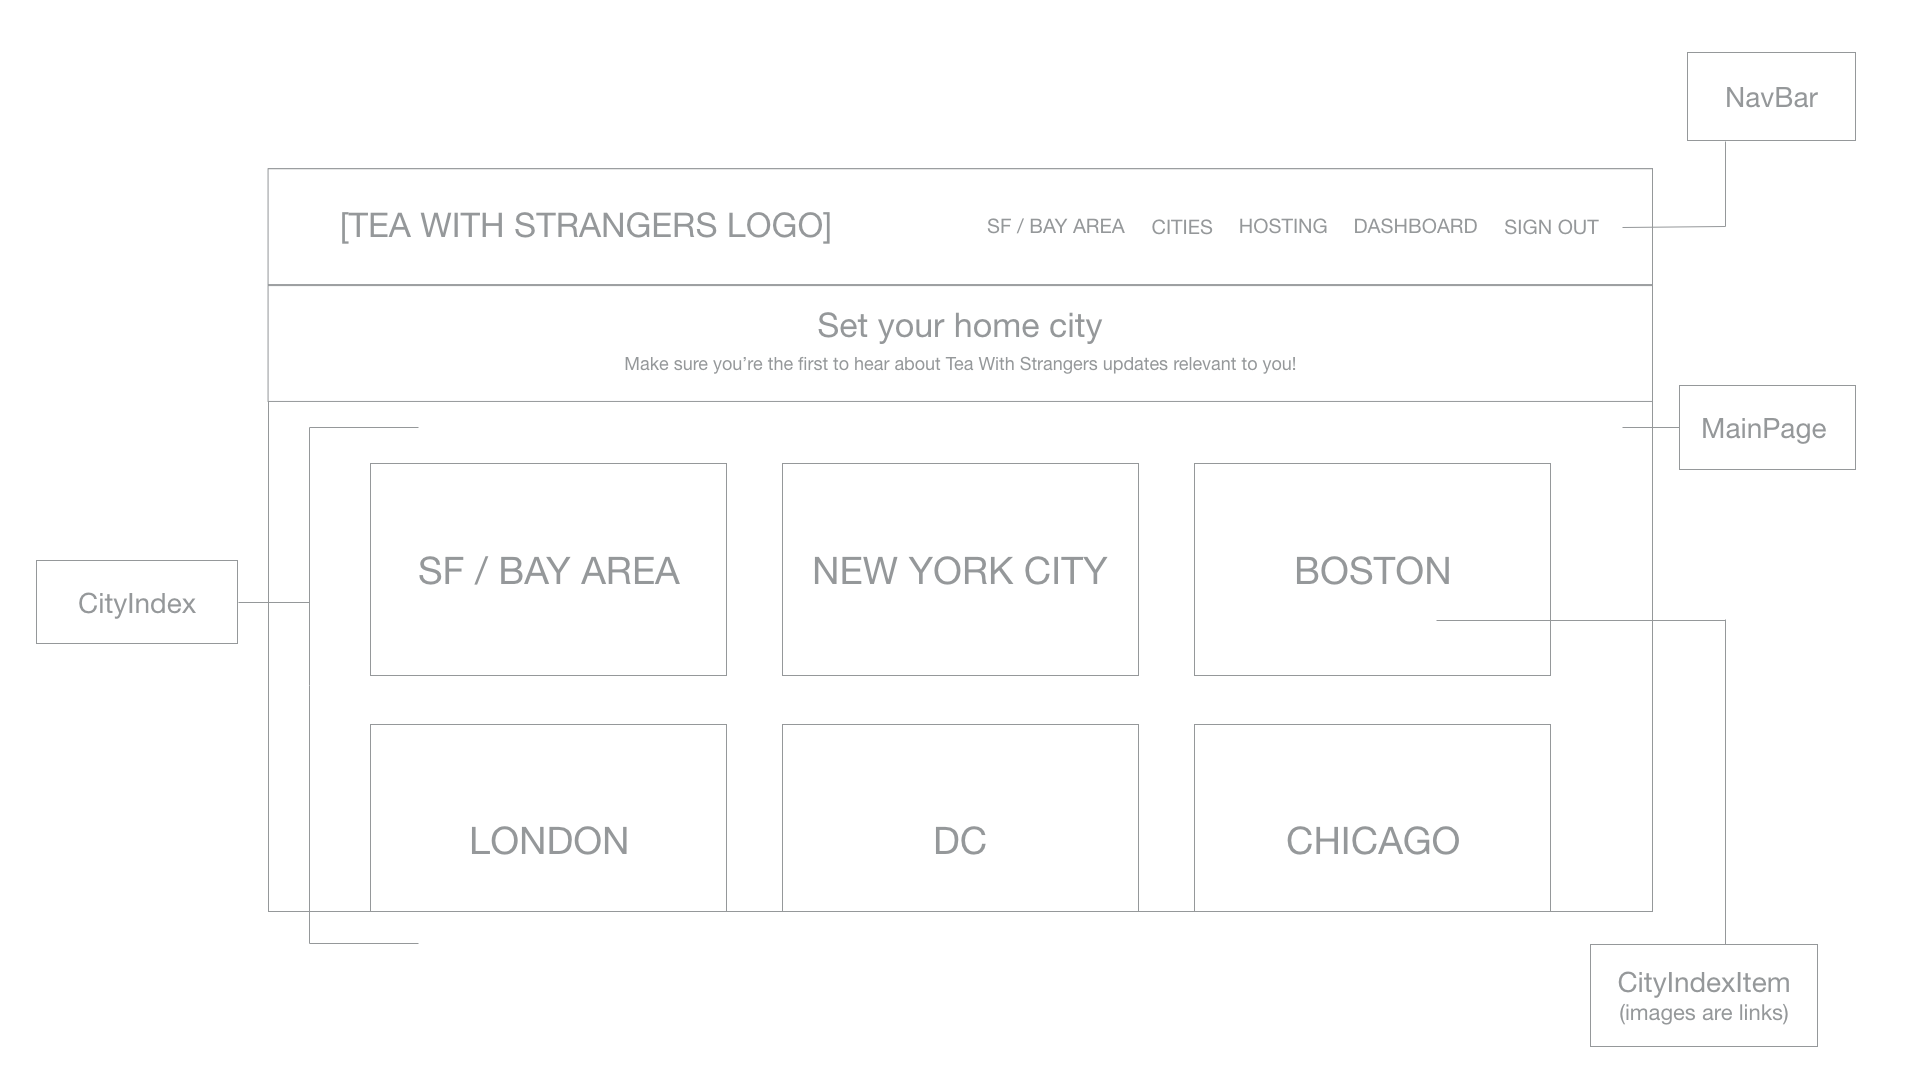 NavBar
[TEA WITH STRANGERS LOGO]
SF / BAY AREA
CITIES
HOSTING
DASHBOARD
SIGN OUT
Set your home city
Make sure you’re the first to hear about Tea With Strangers updates relevant to you!
MainPage
SF / BAY AREA
NEW YORK CITY
BOSTON
CityIndex
LONDON
DC
CHICAGO
CityIndexItem
(images are links)